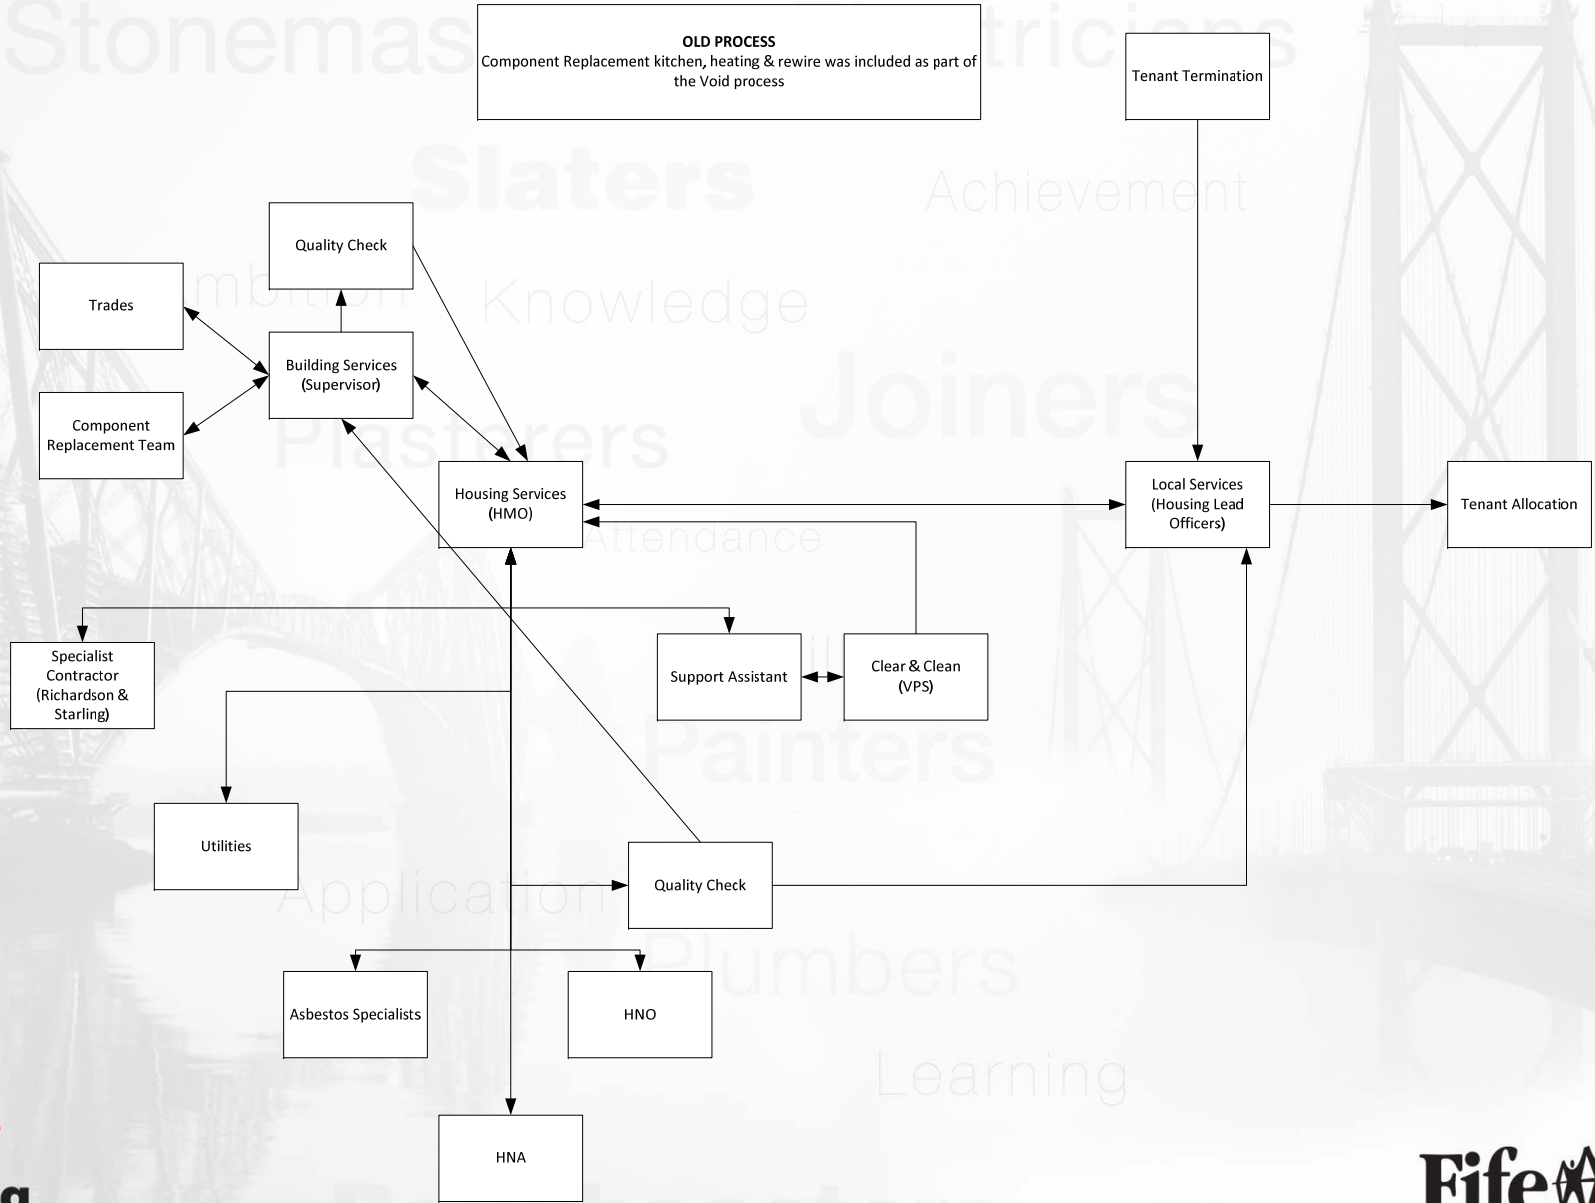 Stonemas
tricians
OLD PROCESS
Component Replacement kitchen, heating & rewire was included as part of
the Void process
Tenant Termination
Slaters
Achievement
Quality Check
Trades
mbition
Knowledge
Building Services
(Supervisor)
Joiners
Component
Replacement Team
Plasterers
Housing Services
(HMO)
Local Services
(Housing Lead
Officers)
Tenant Allocation
Attendance
Specialist
Contractor
(Richardson &
Starling)
Support Assistant
Clear & Clean
(VPS)
Painters
Utilities
Quality Check
Application
Plumbers
Asbestos Specialists
HNO
Learning
HNA
Fife